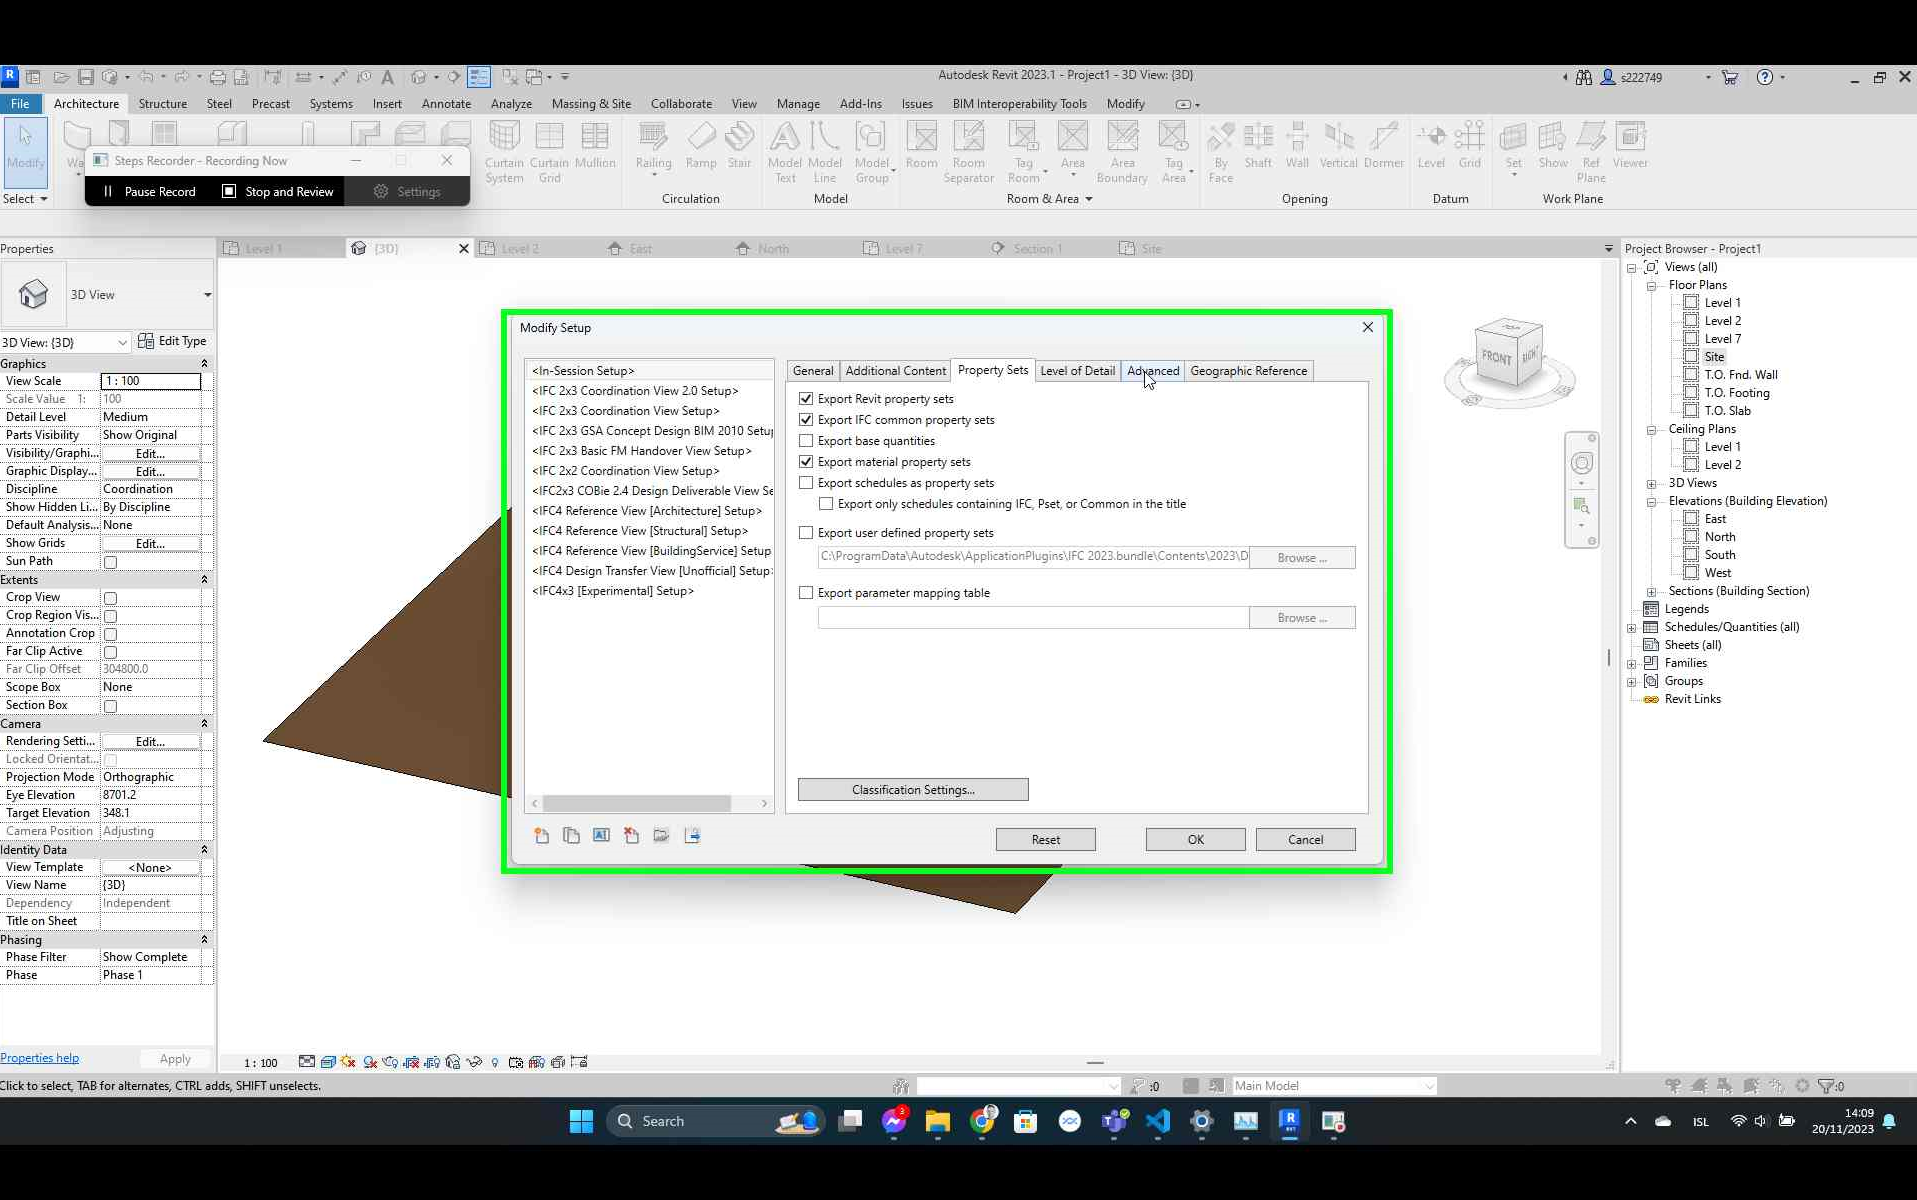 Autodesk Revit 2023.1 - Project1 - 3D View: {3D}
s222749
File Architecture Structure Steel Precast Systems Insert Annotate Analyze Massing & Site Collaborate View Manage Add-Ins Issues BIM Interoperability Tools Modify
Modify
Select
Steps Recorder - Recording Now
Pause Record Stop and Review Settings
Curtain System Curtain Grid Mullion
Railing Ramp Stair
Circulation
Model Text Model Line Model Group
Model
Room Room Separator Tag Room Area Area Boundary Tag Area
Room & Area
By Face Shaft Wall Vertical Dormer
Opening
Level Grid
Datum
Set Show Ref Plane Viewer
Work Plane
Level 1 {3D} Level 2 East North Level 7 Section 1 Site
Properties
3D View
3D View: {3D} Edit Type
Graphics
View Scale 1 : 100
Scale Value 1: 100
Detail Level Medium
Parts Visibility Show Original
Visibility/Graphi... Edit...
Graphic Display... Edit...
Discipline Coordination
Show Hidden Li... By Discipline
Default Analysis... None
Show Grids Edit...
Sun Path
Extents
Crop View
Crop Region Vis...
Annotation Crop
Far Clip Active
Far Clip Offset 304800.0
Scope Box None
Section Box
Camera
Rendering Setti... Edit...
Locked Orientat...
Projection Mode Orthographic
Eye Elevation 8701.2
Target Elevation 348.1
Camera Position Adjusting
Identity Data
View Template <None>
View Name {3D}
Dependency Independent
Title on Sheet
Phasing
Phase Filter Show Complete
Phase Phase 1
Properties help Apply
Modify Setup
<In-Session Setup>
<IFC 2x3 Coordination View 2.0 Setup>
<IFC 2x3 Coordination View Setup>
<IFC 2x3 GSA Concept Design BIM 2010 Setu
<IFC 2x3 Basic FM Handover View Setup>
<IFC 2x2 Coordination View Setup>
<IFC2x3 COBie 2.4 Design Deliverable View Se
<IFC4 Reference View [Architecture] Setup>
<IFC4 Reference View [Structural] Setup>
<IFC4 Reference View [BuildingService] Setup
<IFC4 Design Transfer View [Unofficial] Setup>
<IFC4x3 [Experimental] Setup>
General Additional Content Property Sets Level of Detail Advanced Geographic Reference
Export Revit property sets
Export IFC common property sets
Export base quantities
Export material property sets
Export schedules as property sets
Export only schedules containing IFC, Pset, or Common in the title
Export user defined property sets
C:\ProgramData\Autodesk\ApplicationPlugins\IFC 2023.bundle\Contents\2023\D Browse ...
Export parameter mapping table
Browse ...
Classification Settings...
Reset OK Cancel
FRONT RIGHT
Project Browser - Project1
Views (all)
Floor Plans
Level 1
Level 2
Level 7
Site
T.O. Fnd. Wall
T.O. Footing
T.O. Slab
Ceiling Plans
Level 1
Level 2
3D Views
Elevations (Building Elevation)
East
North
South
West
Sections (Building Section)
Legends
Schedules/Quantities (all)
Sheets (all)
Families
Groups
Revit Links
1 : 100
Click to select, TAB for alternates, CTRL adds, SHIFT unselects.
:0 Main Model :0
Search
3
ISL
14:09
20/11/2023